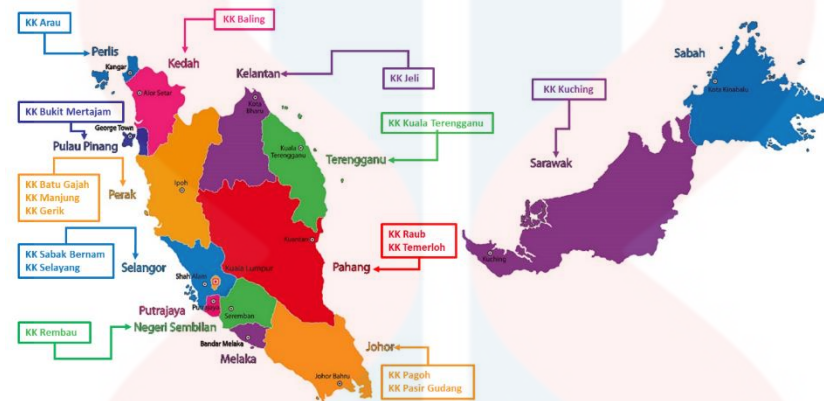 KK Arau
KK Baling
Perlis
Kangar
Kedah
Alor Setar
Kelantan
KK Jeli
Kota Bharu
KK Bukit Mertajam
George Town
Pulau Pinang
KK Kuala Terengganu
Kuala Terengganu
Terengganu
KK Batu Gajah
KK Manjung
KK Gerik
Perak
Ipoh
KK Sabak Bernam
KK Selayang
Selangor
Shah Alam
Kuala Lumpur
Kuantan
Pahang
KK Raub
KK Temerloh
Putrajaya
Putrajaya
Negeri Sembilan
Seremban
KK Rembau
Bandar Melaka
Melaka
Johor
Johor Bahru
KK Pagoh
KK Pasir Gudang
Sabah
Kota Kinabalu
KK Kuching
Sarawak
Kuching